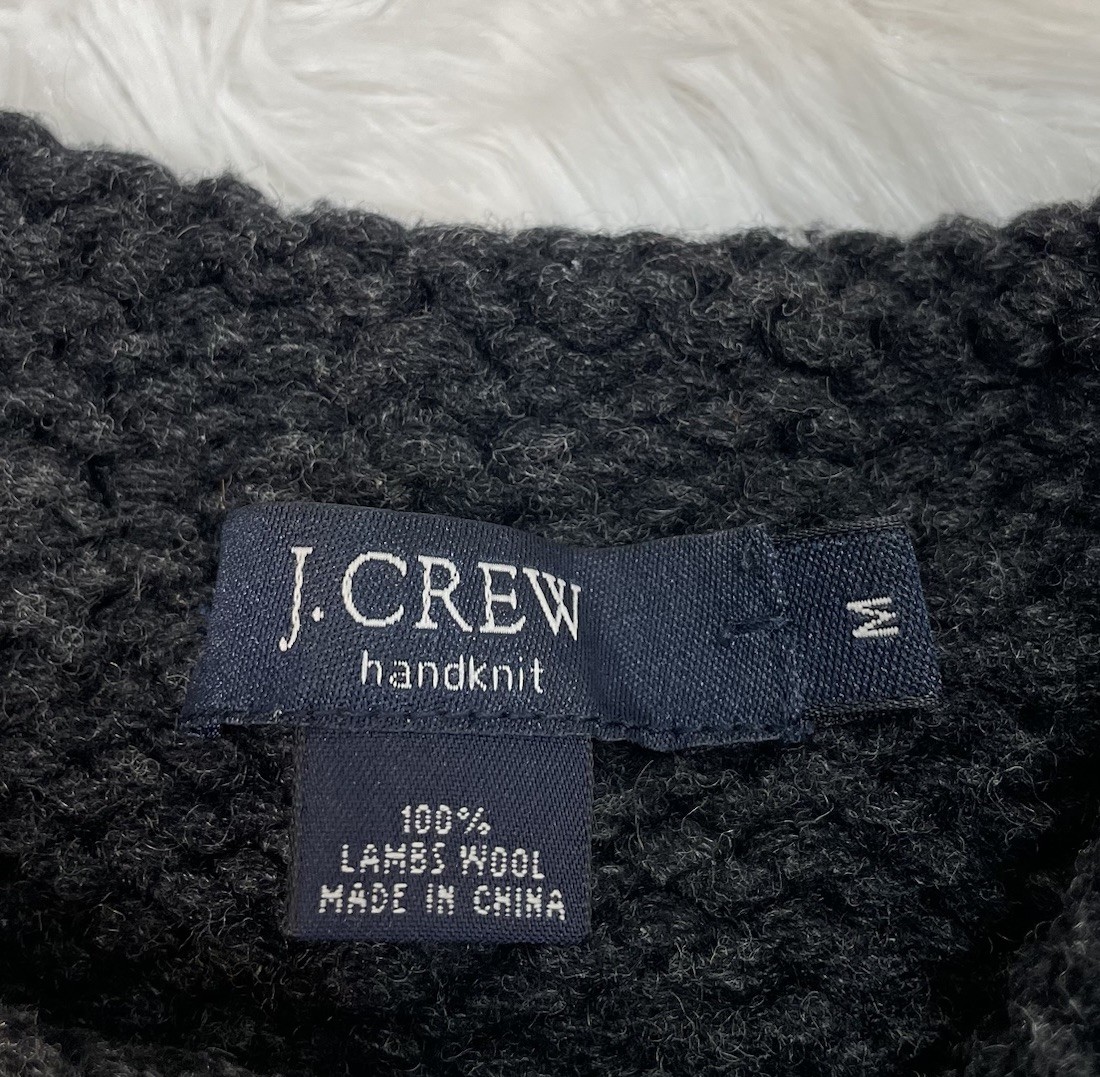 J.CREW
handknit
M
100%
LAMBS WOOL
MADE IN CHINA